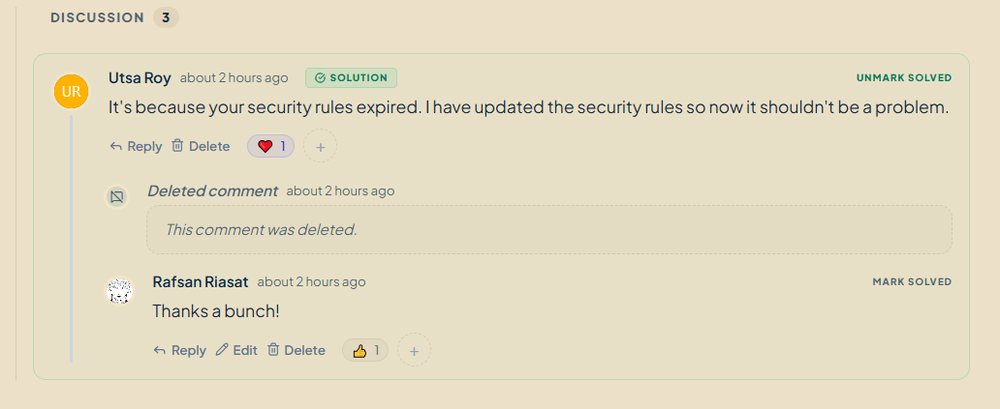 DISCUSSION 3
UR Utsa Roy about 2 hours ago SOLUTION UNMARK SOLVED
It's because your security rules expired. I have updated the security rules so now it shouldn't be a problem.
Reply Delete 1 +
Deleted comment about 2 hours ago
This comment was deleted.
Rafsan Riasat about 2 hours ago MARK SOLVED
Thanks a bunch!
Reply Edit Delete 1 +